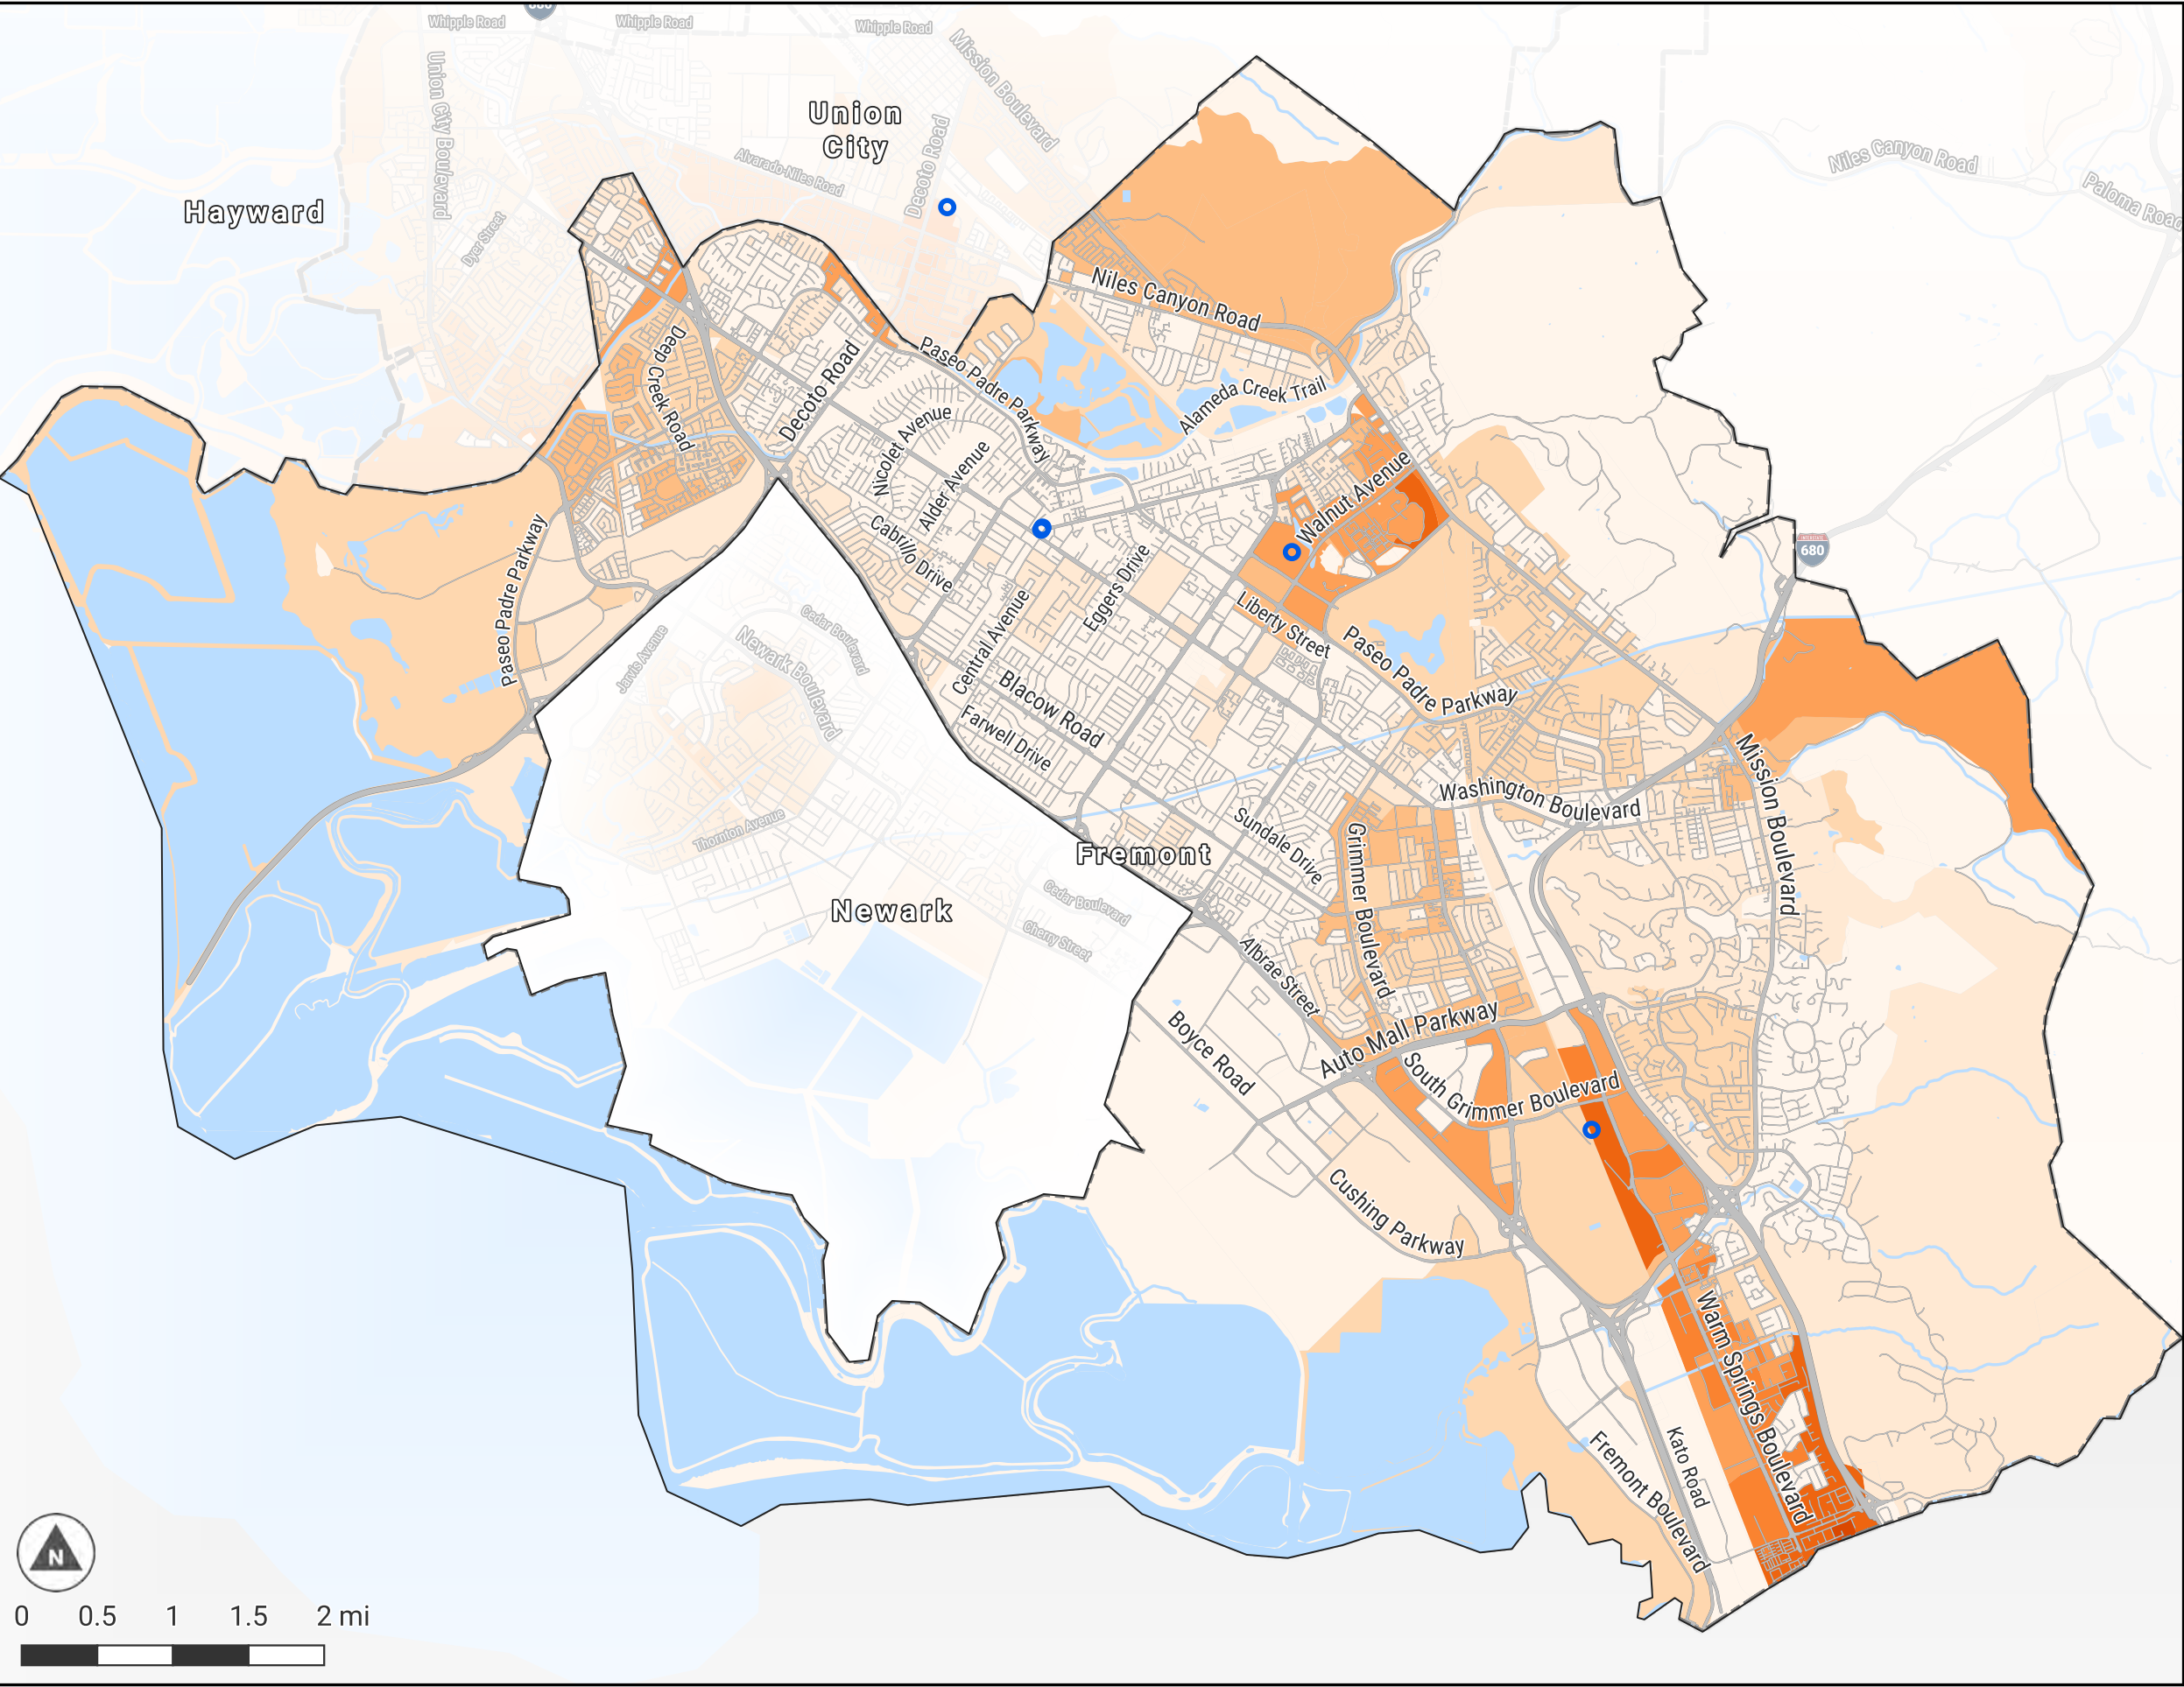 680
Whipple Road
Whipple Road
Whipple Road
Mission Boulevard
Union City Boulevard
Union
City
Decoto Road
Alvarado-Niles Road
Niles Canyon Road
Paloma Road
Hayward
Dyer Street
Niles Canyon Road
Deep Creek Road
Decoto Road
Paseo Padre Parkway
Alameda Creek Trail
Nicolet Avenue
Alder Avenue
Walnut Avenue
Cabrillo Drive
Paseo Padre Parkway
680
Eggers Drive
Central Avenue
Liberty Street
Cedar Boulevard
Jarvis Avenue
Newark Boulevard
Paseo Padre Parkway
Blacow Road
Farwell Drive
Mission Boulevard
Washington Boulevard
Thornton Avenue
Sundale Drive
Grimmer Boulevard
Fremont
Cedar Boulevard
Newark
Cherry Street
Albrae Street
Boyce Road
Auto Mall Parkway
South Grimmer Boulevard
Cushing Parkway
Warm Springs Boulevard
Kato Road
Fremont Boulevard
N
0 0.5 1 1.5 2 mi